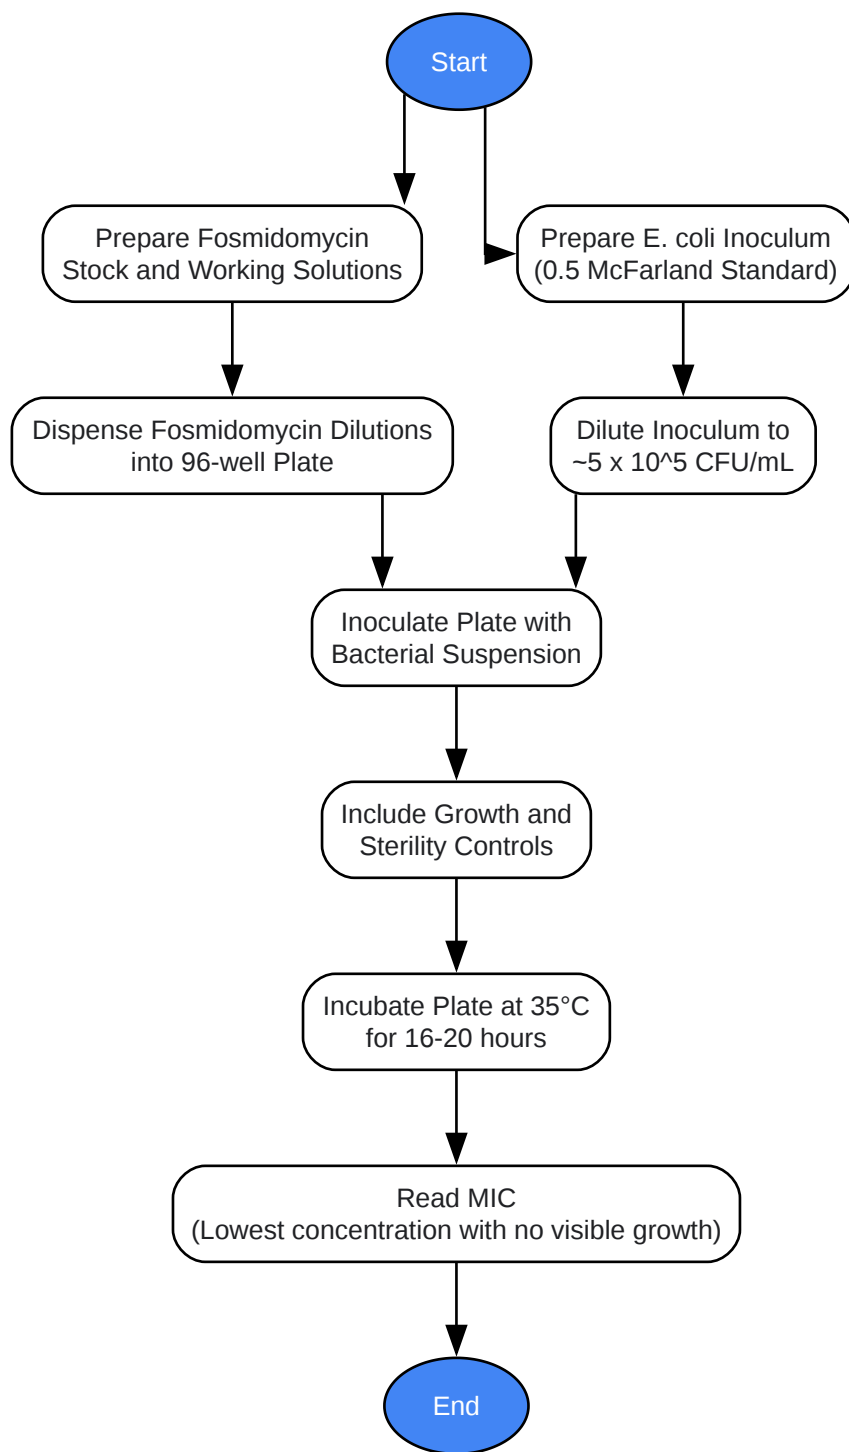 Start
Prepare Fosmidomycin
Stock and Working Solutions
Prepare E. coli Inoculum
(0.5 McFarland Standard)
Dispense Fosmidomycin Dilutions
into 96-well Plate
Dilute Inoculum to
~5 x 10^5 CFU/mL
Inoculate Plate with
Bacterial Suspension
Include Growth and
Sterility Controls
Incubate Plate at 35°C
for 16-20 hours
Read MIC
(Lowest concentration with no visible growth)
End